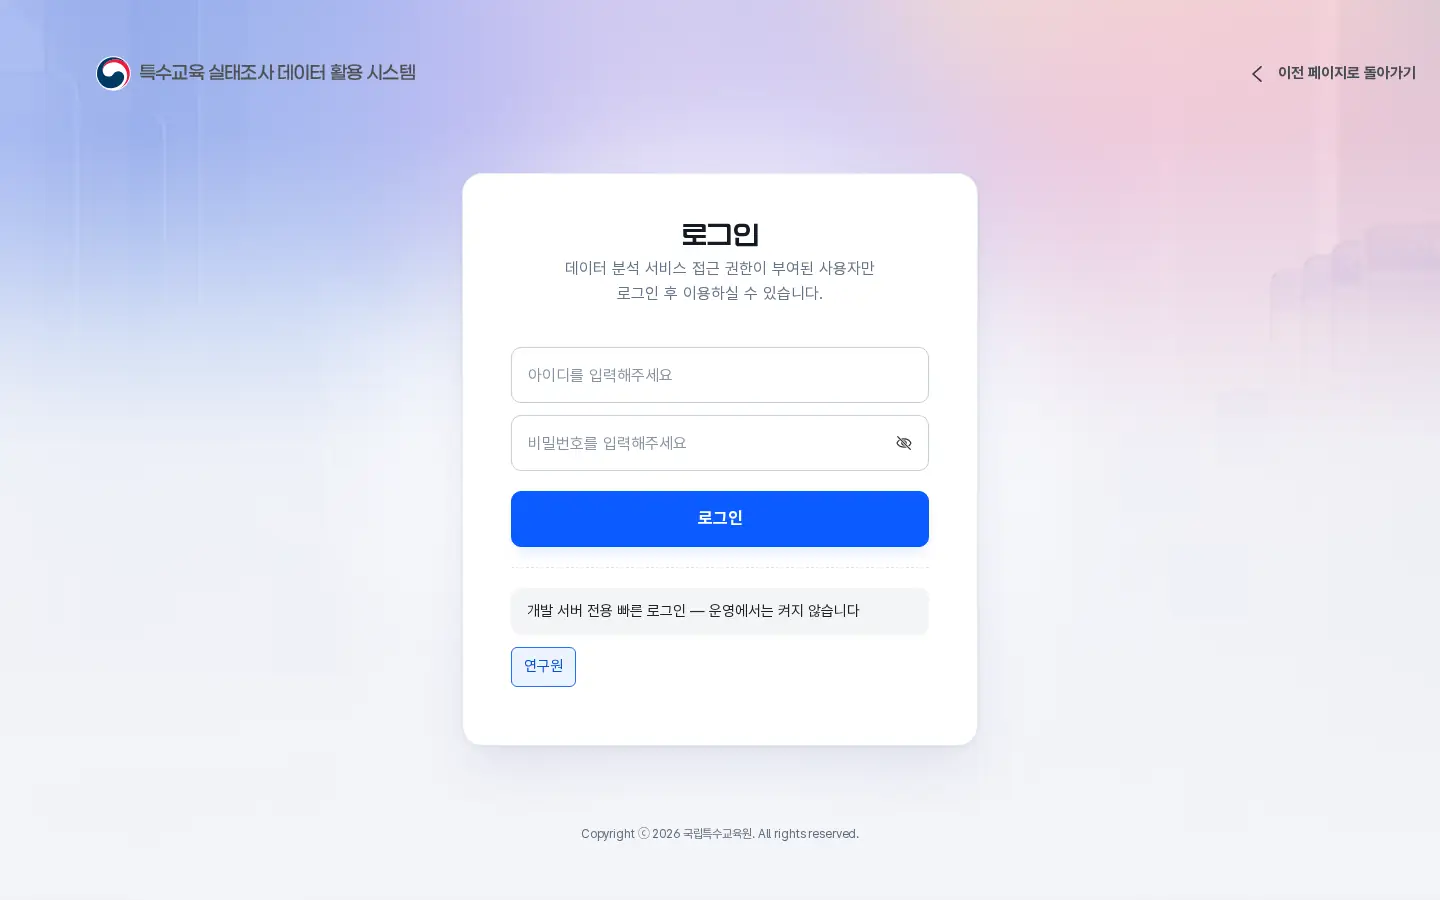 특수교육 실태조사 데이터 활용 시스템
이전 페이지로 돌아가기
로그인
데이터 분석 서비스 접근 권한이 부여된 사용자만
로그인 후 이용하실 수 있습니다.
아이디를 입력해주세요
비밀번호를 입력해주세요
로그인
개발 서버 전용 빠른 로그인 — 운영에서는 켜지 않습니다
연구원
Copyright ⓒ 2026 국립특수교육원. All rights reserved.